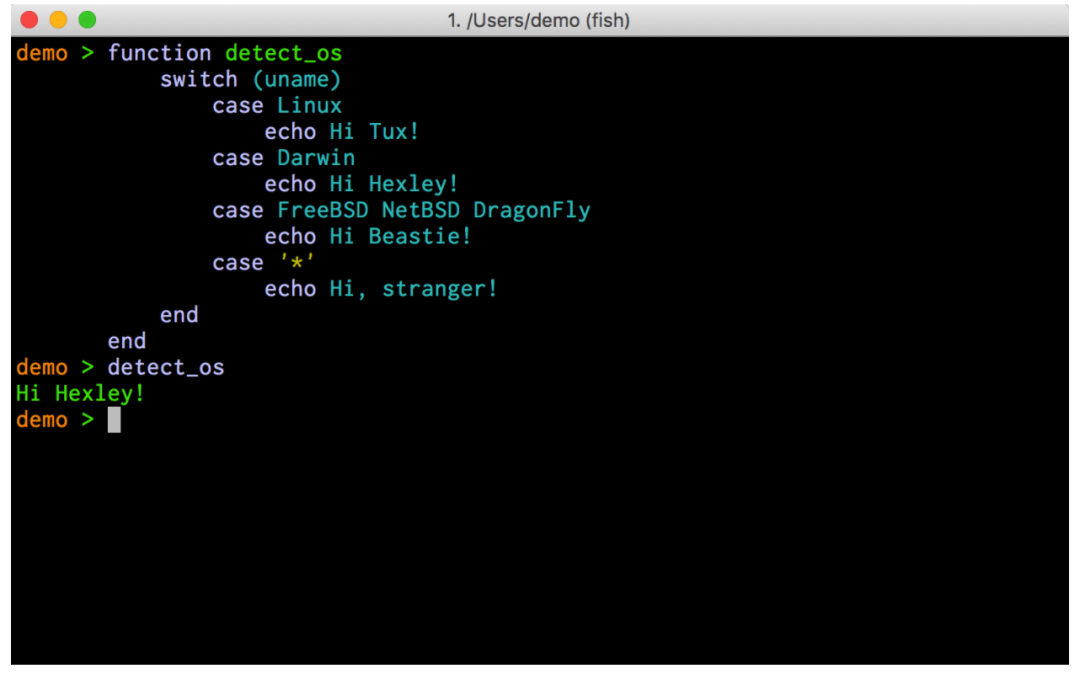 1. /Users/demo (fish)
demo > function detect_os
switch (uname)
case Linux
echo Hi Tux!
case Darwin
echo Hi Hexley!
case FreeBSD NetBSD DragonFly
echo Hi Beastie!
case '*'
echo Hi, stranger!
end
end
demo > detect_os
Hi Hexley!
demo >